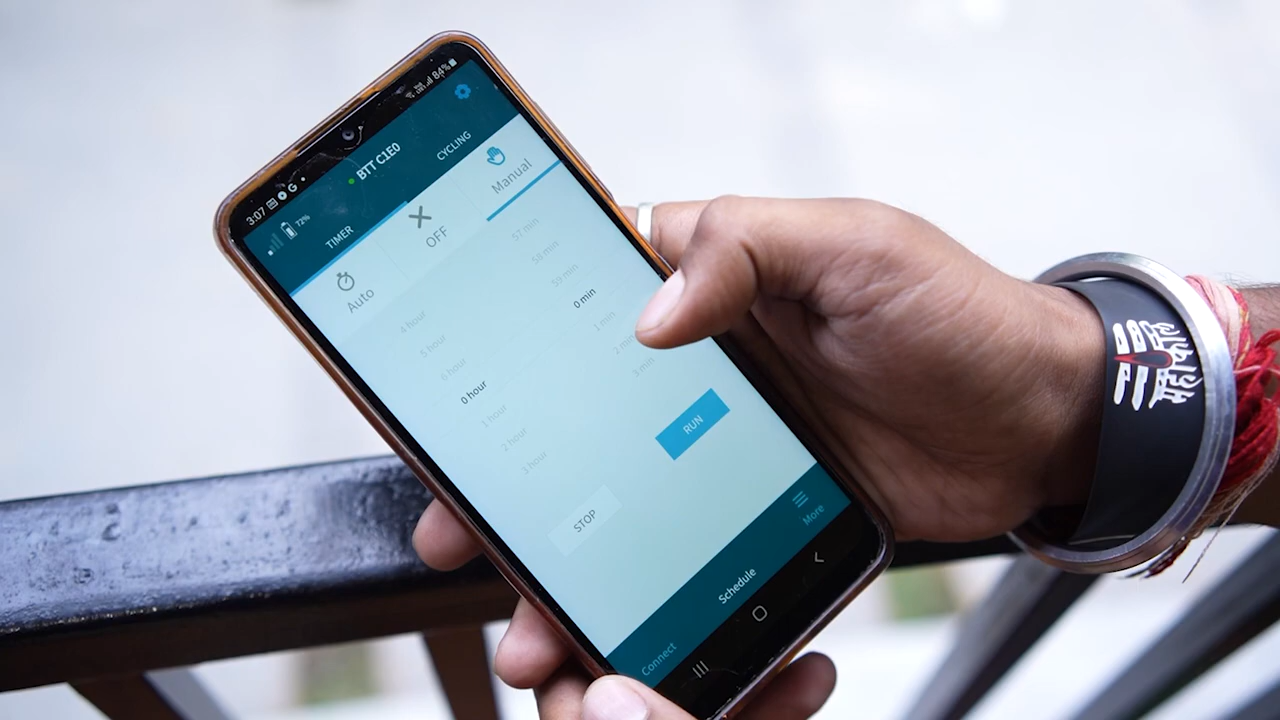 3:07
84%
72%
BTT C1E0
TIMER
CYCLING
Auto
OFF
Manual
4 hour
5 hour
6 hour
0 hour
1 hour
2 hour
3 hour
57 min
58 min
59 min
0 min
1 min
3 min
STOP
RUN
Connect
Schedule
More